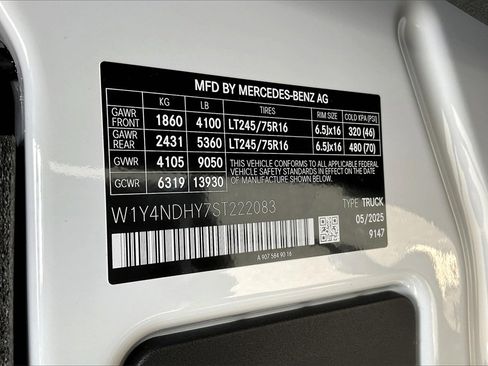 MFD BY MERCEDES-BENZ AG
KG LB TIRES RIM SIZE COLD KPA [PSI]
GAWR FRONT 1860 4100 LT245/75R16 6.5Jx16 320 (46)
GAWR REAR 2431 5360 LT245/75R16 6.5Jx16 480 (70)
GVWR 4105 9050 THIS VEHICLE CONFORMS TO ALL APPLICABLE FEDERAL
MOTOR VEHICLE SAFETY STANDARDS IN EFFECT ON THE DATE
GCWR 6319 13930 OF MANUFACTURE SHOWN ABOVE.
W1Y4NDHY7ST222083
TYPE: TRUCK
05/2025
9147
A 907 584 90 16